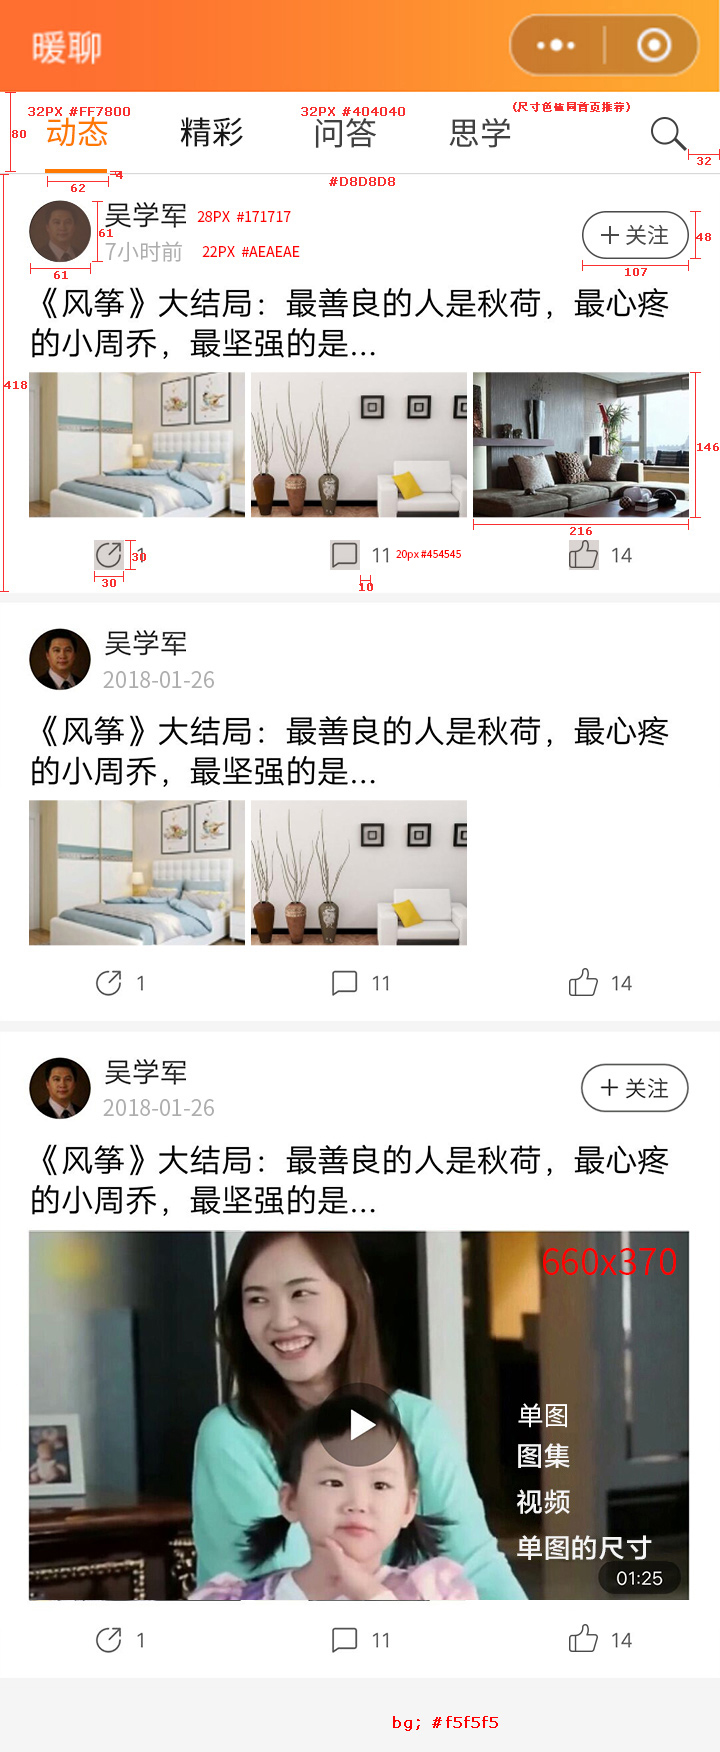 暖聊
32PX #FF7800
32PX #404040
(尺寸色值同首页推荐)
80
动态
精彩
问答
思学
32
62
4
#D8D8D8
吴学军
28PX #171717
61
7小时前
22PX #AEAEAE
＋关注
48
61
107
《风筝》大结局：最善良的人是秋荷，最心疼
的小周乔，最坚强的是...
418
146
216
1
30
11
20px #454545
14
30
10
吴学军
2018-01-26
《风筝》大结局：最善良的人是秋荷，最心疼
的小周乔，最坚强的是...
1
11
14
吴学军
2018-01-26
＋关注
《风筝》大结局：最善良的人是秋荷，最心疼
的小周乔，最坚强的是...
660x370
单图
图集
视频
单图的尺寸
01:25
1
11
14
bg; #f5f5f5